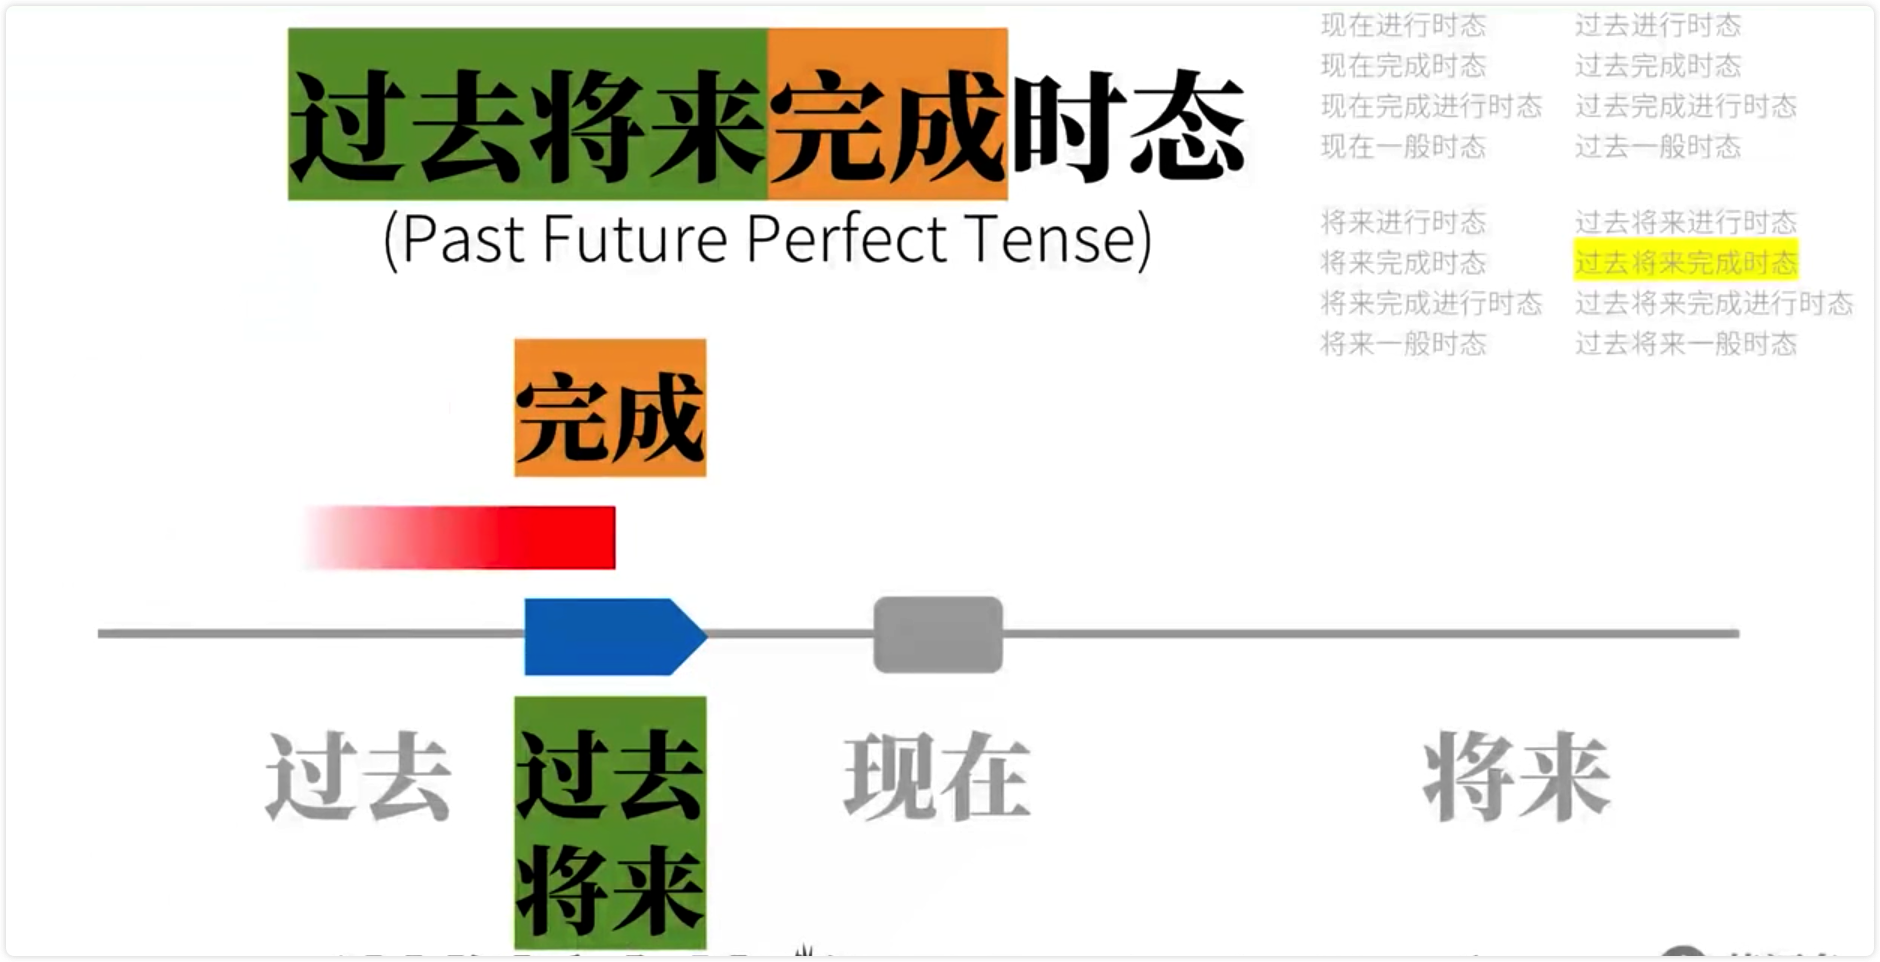 过去将来完成时态
(Past Future Perfect Tense)
现在进行时态 过去进行时态
现在完成时态 过去完成时态
现在完成进行时态 过去完成进行时态
现在一般时态 过去一般时态
将来进行时态 过去将来进行时态
将来完成时态 过去将来完成时态
将来完成进行时态 过去将来完成进行时态
将来一般时态 过去将来一般时态
完成
过去 过去 现在 将来
将来